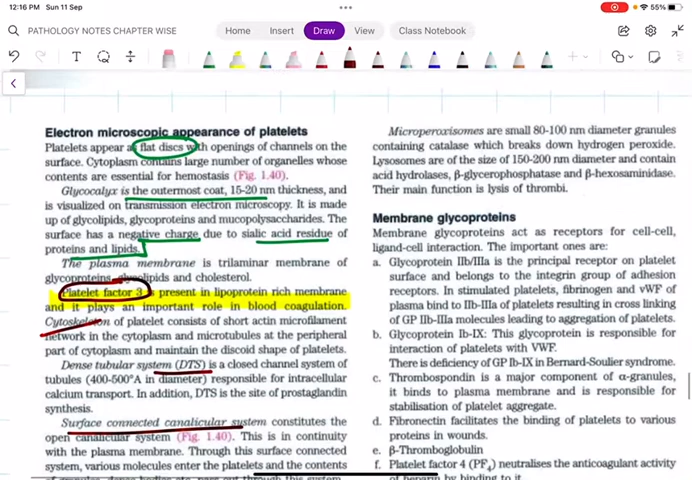 12:16 PM Sun 11 Sep
55%
PATHOLOGY NOTES CHAPTER WISE
Home
Insert
Draw
View
Class Notebook
Electron microscopic appearance of platelets
Platelets appear as flat discs with openings of channels on the
surface. Cytoplasm contains large number of organelles whose
contents are essential for hemostasis (Fig. 1.40).
Glycocalyx is the outermost coat, 15-20 nm thickness, and
is visualized on transmission electron microscopy. It is made
up of glycolipids, glycoproteins and mucopolysaccharides. The
surface has a negative charge due to sialic acid residue of
proteins and lipids.
The plasma membrane is trilaminar membrane of
glycoproteins, glycolipids and cholesterol.
Platelet factor 3 is present in lipoprotein rich membrane
and it plays an important role in blood coagulation.
Cytoskeleton of platelet consists of short actin microfilament
network in the cytoplasm and microtubules at the peripheral
part of cytoplasm and maintain the discoid shape of platelets.
Dense tubular system (DTS) is a closed channel system of
tubules (400-500°A in diameter) responsible for intracellular
calcium transport. In addition, DTS is the site of prostaglandin
synthesis.
Surface connected canalicular system constitutes the
open canalicular system (Fig. 1.40). This is in continuity
with the plasma membrane. Through this surface connected
system, various molecules enter the platelets and the contents
Microperoxisomes are small 80-100 nm diameter granules
containing catalase which breaks down hydrogen peroxide.
Lysosomes are of the size of 150-200 nm diameter and contain
acid hydrolases, β-glycerophosphatase and β-hexosaminidase.
Their main function is lysis of thrombi.
Membrane glycoproteins
Membrane glycoproteins act as receptors for cell-cell,
ligand-cell interaction. The important ones are:
a. Glycoprotein IIb/IIIa is the principal receptor on platelet
surface and belongs to the integrin group of adhesion
receptors. In stimulated platelets, fibrinogen and vWF of
plasma bind to IIb-IIIa of platelets resulting in cross linking
of GP IIb-IIIa molecules leading to aggregation of platelets.
b. Glycoprotein Ib-IX: This glycoprotein is responsible for
interaction of platelets with VWF.
There is deficiency of GP Ib-IX in Bernard-Soulier syndrome.
c. Thrombospondin is a major component of α-granules,
it binds to plasma membrane and is responsible for
stabilisation of platelet aggregate.
d. Fibronectin facilitates the binding of platelets to various
proteins in wounds.
e. β-Thromboglobulin
f. Platelet factor 4 (PF4) neutralises the anticoagulant activity
of heparin by binding to it.